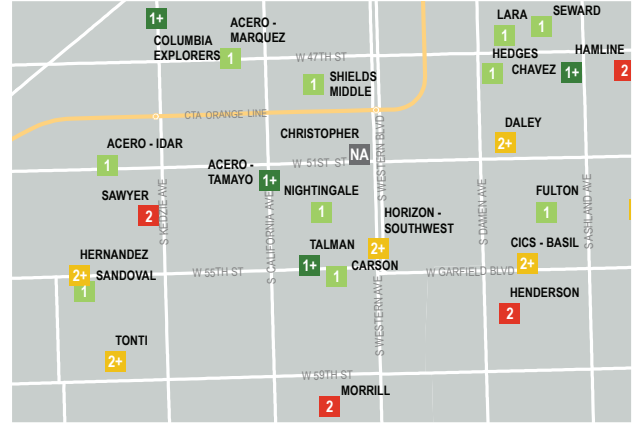 1+
COLUMBIA
EXPLORERS
1
ACERO -
MARQUEZ
LARA
1
SEWARD
1
W 47TH ST
HEDGES
1
CHAVEZ
1+
HAMLINE
2
SHIELDS
MIDDLE
1
CTA ORANGE LINE
S WESTERN BLVD
CHRISTOPHER
NA
DALEY
2+
ACERO - IDAR
1
W 51ST ST
ACERO -
TAMAYO
1+
SAWYER
2
S KEDZIE AVE
S CALIFORNIA AVE
NIGHTINGALE
1
HORIZON -
SOUTHWEST
2+
S DAMEN AVE
FULTON
1
S ASHLAND AVE
HERNANDEZ
2+
SANDOVAL
1
W 55TH ST
TALMAN
1+
CARSON
1
S WESTERN AVE
W GARFIELD BLVD
CICS - BASIL
2+
HENDERSON
2
TONTI
2+
W 59TH ST
MORRILL
2